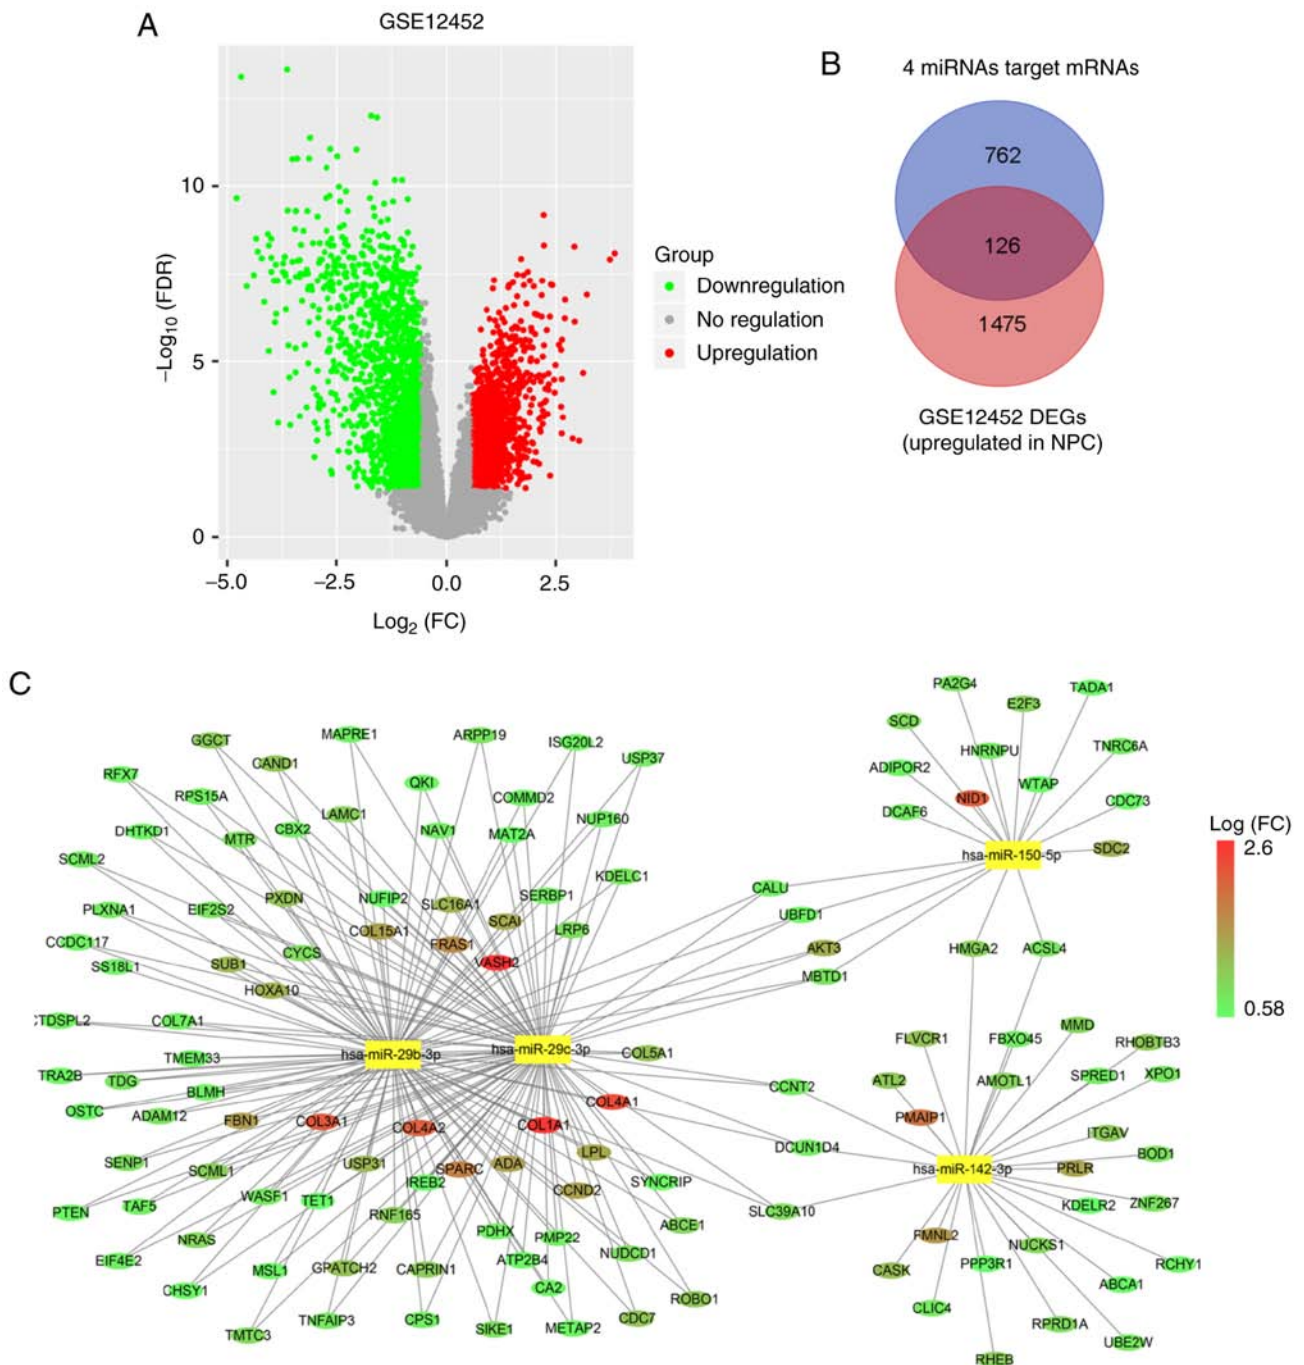 A
GSE12452
10
5
0
−Log10 (FDR)
−5.0
−2.5
0.0
2.5
Log2 (FC)
Group
Downregulation
No regulation
Upregulation
B
4 miRNAs target mRNAs
762
126
1475
GSE12452 DEGs
(upregulated in NPC)
C
PA2G4
TADA1
E2F3
SCD
MAPRE1
ARPP19
ISG20L2
GGCT
HNRNPU
TNRC6A
USP37
CAND1
ADIPOR2
RFX7
QKI
WTAP
RPS15A
COMMD2
NID1
CDC73
LAMC1
DCAF6
NUP160
DHTKD1
MTR
CBX2
NAV1
MAT2A
SDC2
hsa-miR-150-5p
SCML2
KDELC1
CALU
PXDN
NUFIP2
SLC16A1
SERBP1
PLXNA1
EIF2S2
SCAI
UBFD1
COL15A1
LRP6
CCDC117
CYCS
FRAS1
AKT3
HMGA2
ACSL4
SS18L1
SUB1
VASH2
MBTD1
HOXA10
Log (FC)
2.6
0.58
CTDSPL2
COL7A1
MMD
FLVCR1
FBXO45
RHOBTB3
hsa-miR-29b-3p
hsa-miR-29c-3p
COL5A1
TMEM33
TRA2B
TDG
ATL2
AMOTL1
SPRED1
XPO1
CCNT2
BLMH
OSTC
ADAM12
FBN1
COL3A1
COL4A2
COL1A1
COL4A1
PMAIP1
ITGAV
DCUN1D4
BOD1
SENP1
SCML1
USP31
SPARC
ADA
LPL
hsa-miR-142-3p
PRLR
IREB2
SYNCRIP
CCND2
WASF1
TET1
PTEN
TAF5
RNF165
SLC39A10
KDELR2
ZNF267
ABCE1
PDHX
PMP22
FMNL2
NRAS
NUDCD1
NUCKS1
EIF4E2
ATP2B4
PPP3R1
RCHY1
MSL1
GPATCH2
CAPRIN1
CASK
ABCA1
CHSY1
CA2
ROBO1
CLIC4
TNFAIP3
CPS1
CDC7
RPRD1A
TMTC3
SIKE1
METAP2
UBE2W
RHEB